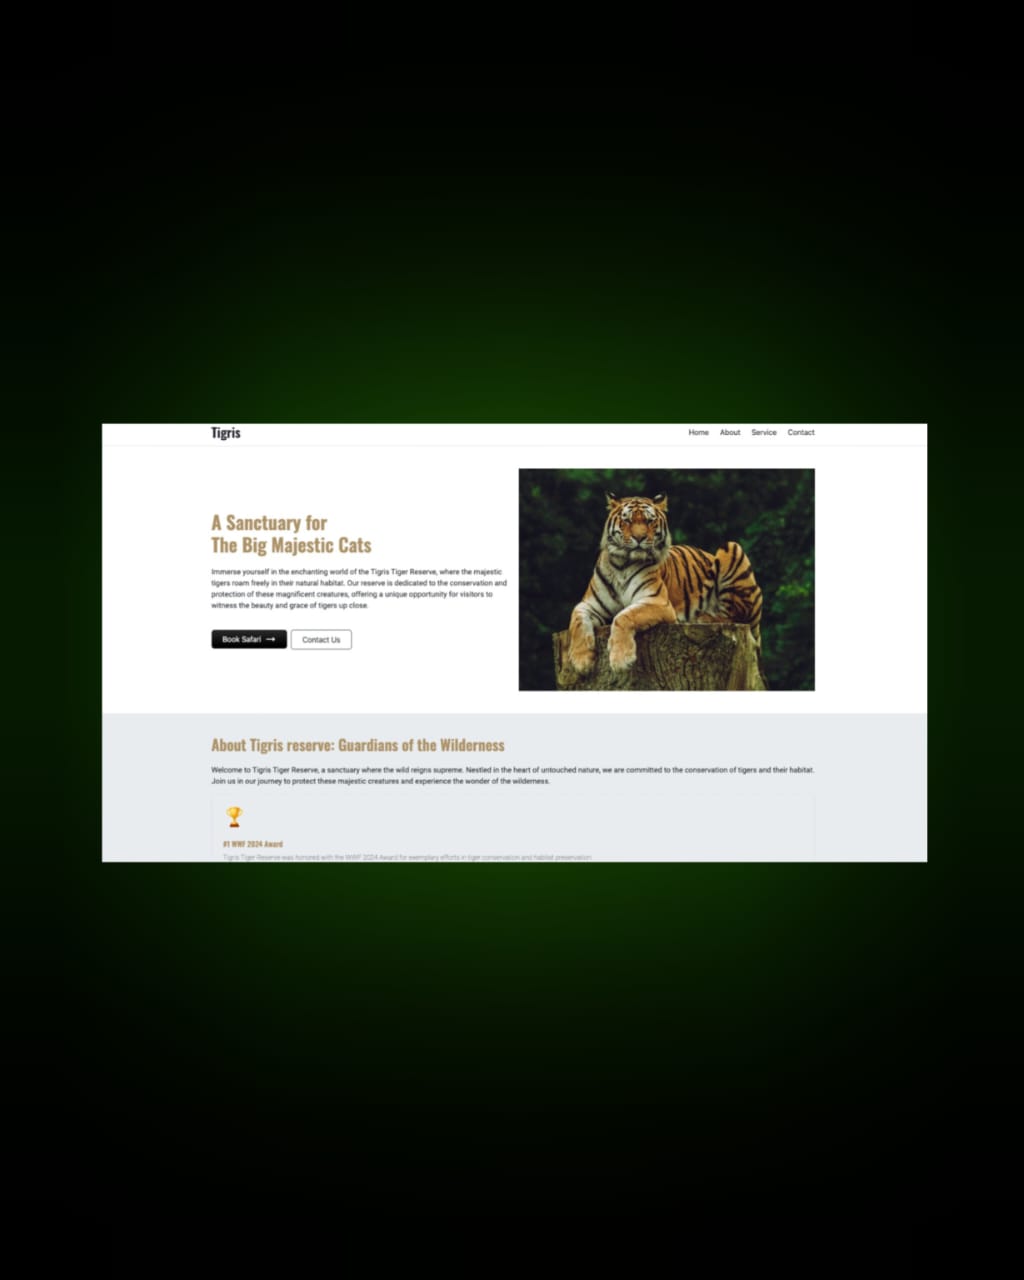 Tigris
Home About Service Contact
A Sanctuary for
The Big Majestic Cats
Immerse yourself in the enchanting world of the Tigris Tiger Reserve, where the majestic
tigers roam freely in their natural habitat. Our reserve is dedicated to the conservation and
protection of these magnificent creatures, offering a unique opportunity for visitors to
witness the beauty and grace of tigers up close.
Book Safari → Contact Us
About Tigris reserve: Guardians of the Wilderness
Welcome to Tigris Tiger Reserve, a sanctuary where the wild reigns supreme. Nestled in the heart of untouched nature, we are committed to the conservation of tigers and their habitat.
Join us in our journey to protect these majestic creatures and experience the wonder of the wilderness.
#1 WWF 2024 Award
Tigris Tiger Reserve was honored with the WWF 2024 Award for exemplary efforts in tiger conservation and habitat preservation